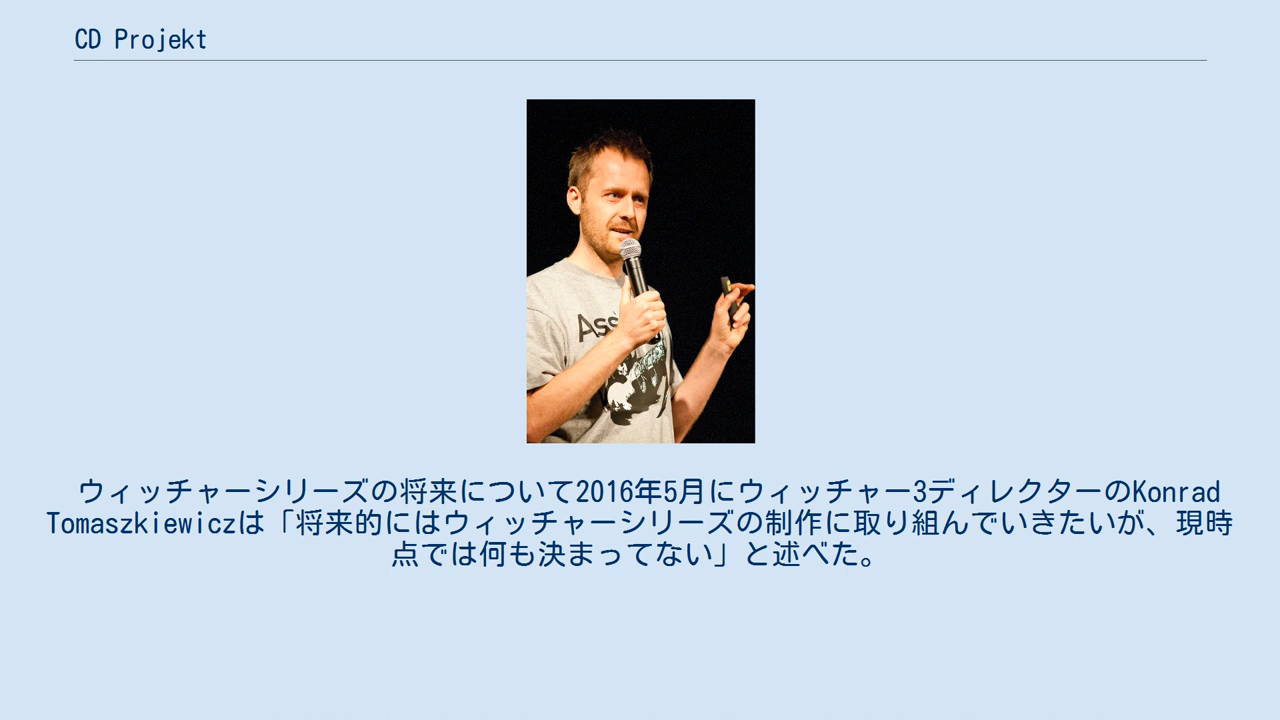 CD Projekt
Ass
ウィッチャーシリーズの将来について2016年5月にウィッチャー3ディレクターのKonrad
Tomaszkiewiczは「将来的にはウィッチャーシリーズの制作に取り組んでいきたいが、現時
点では何も決まってない」と述べた。